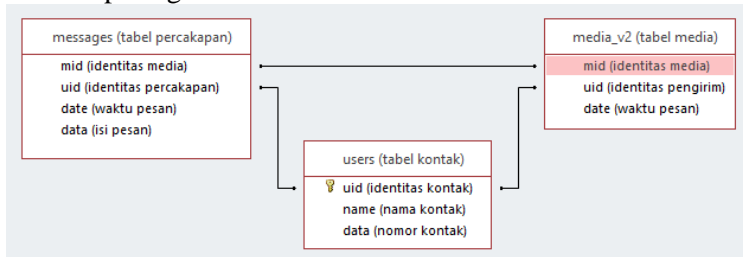 messages (tabel percakapan)
mid (identitas media)
uid (identitas percakapan)
date (waktu pesan)
data (isi pesan)
media_v2 (tabel media)
mid (identitas media)
uid (identitas pengirim)
date (waktu pesan)
users (tabel kontak)
uid (identitas kontak)
name (nama kontak)
data (nomor kontak)